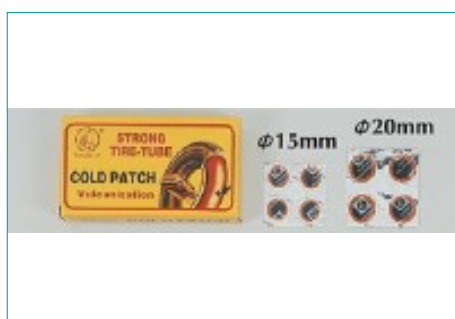 STRONG
TIRE-TUBE
COLD PATCH
Vulcanization
Φ15mm
Φ20mm